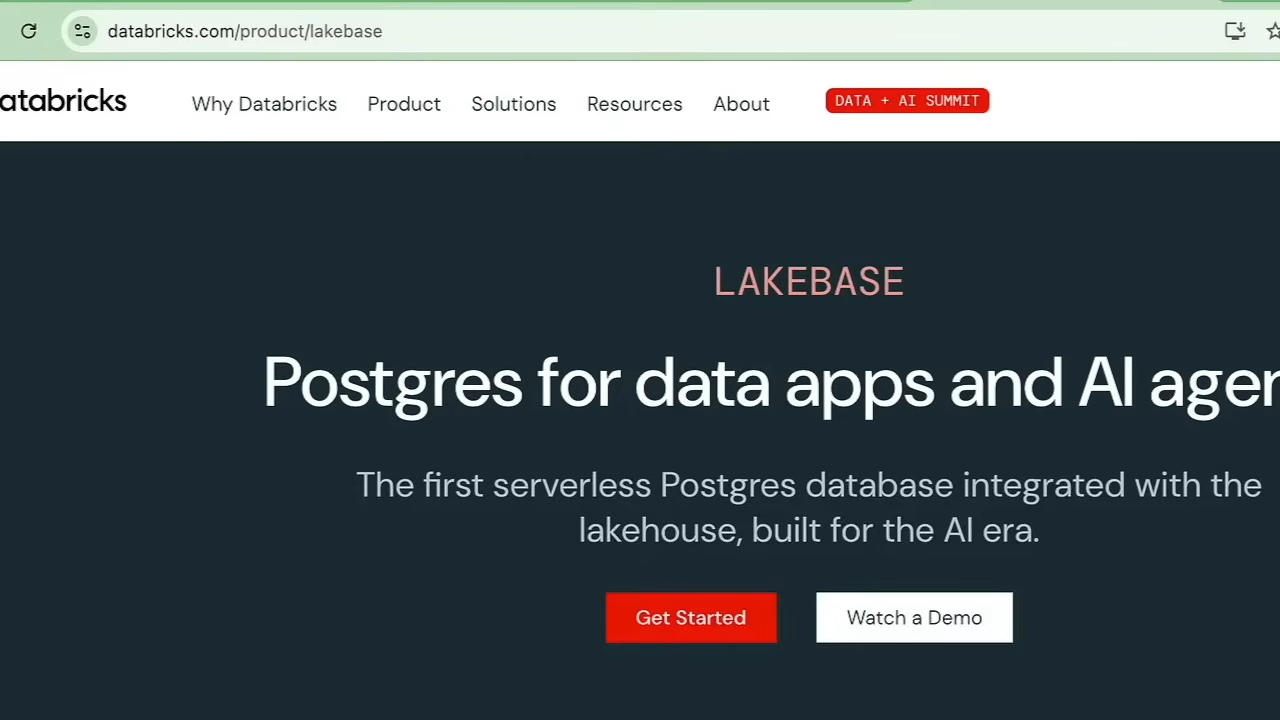 databricks.com/product/lakebase
atabricks
Why Databricks Product Solutions Resources About DATA + AI SUMMIT
LAKEBASE
Postgres for data apps and AI agen
The first serverless Postgres database integrated with the
lakehouse, built for the AI era.
Get Started Watch a Demo